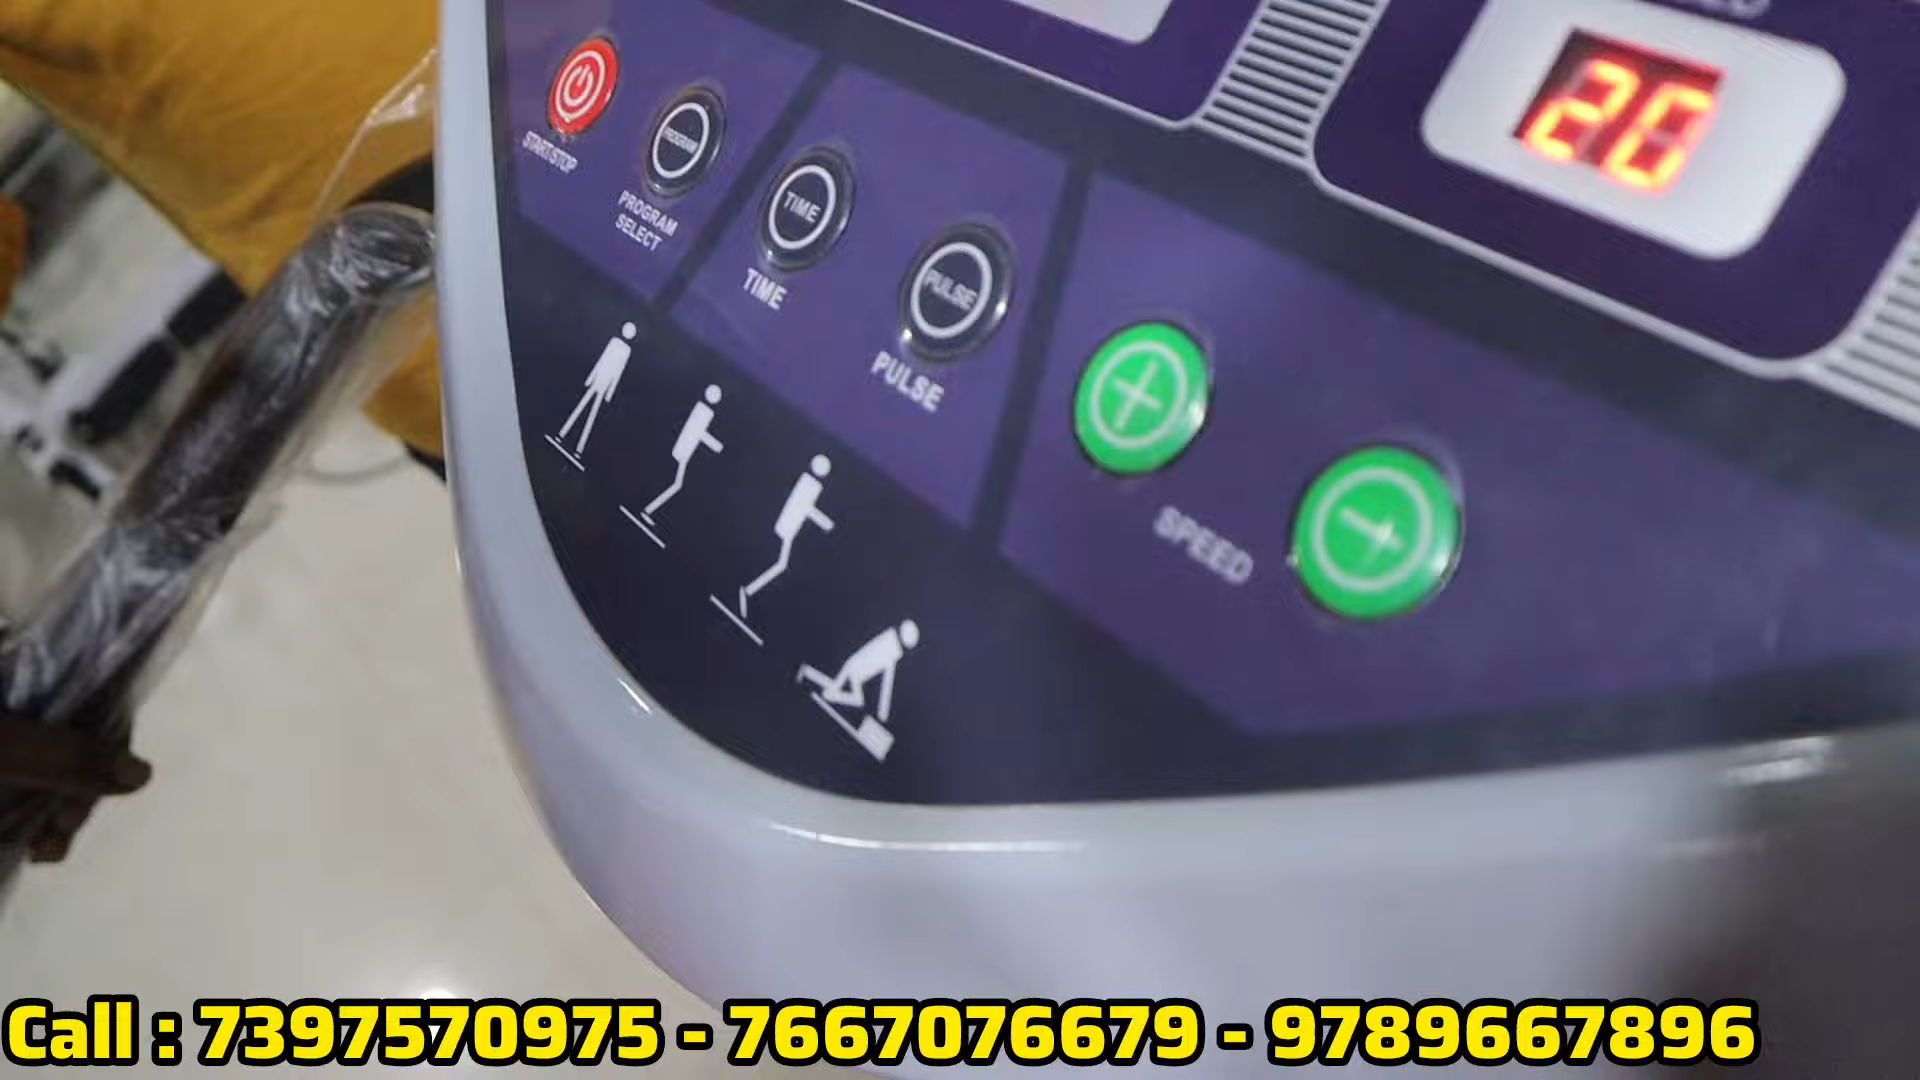 20
START/STOP
PROGRAM
PROGRAM
SELECT
TIME
TIME
PULSE
PULSE
SPEED
Call : 7397570975 - 7667076679 - 9789667896